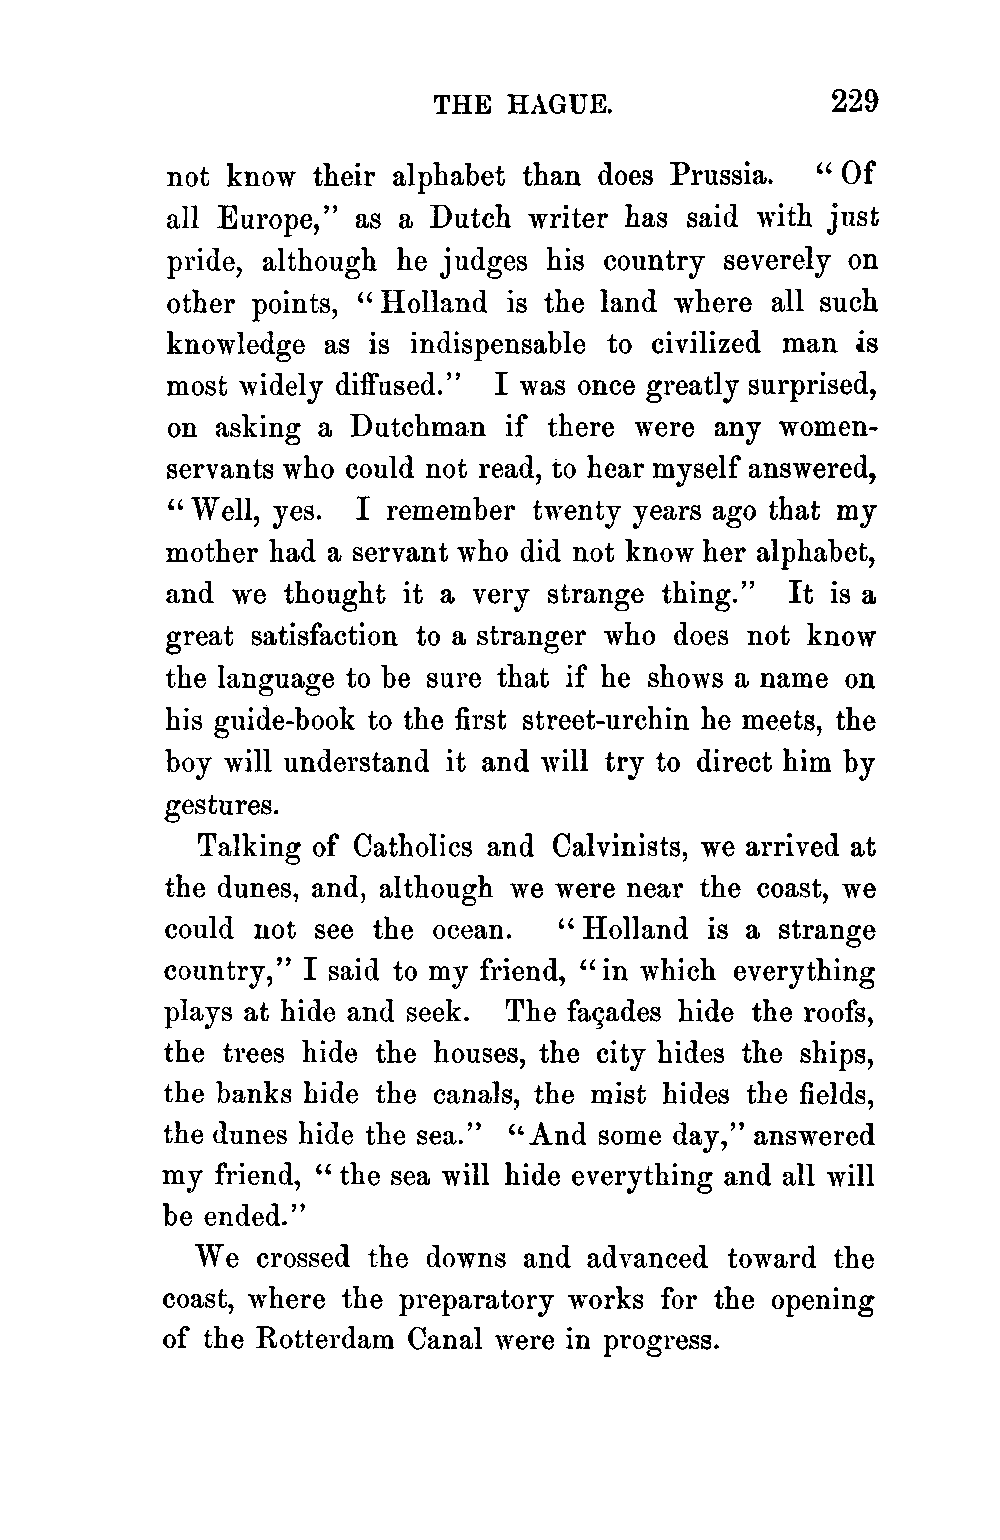 THE HAGUE. 229
not know their alphabet than does Prussia. “Of
all Europe,” as a Dutch writer has said with just
pride, although he judges his country severely on
other points, “Holland is the land where all such
knowledge as is indispensable to civilized man is
most widely diffused.” I was once greatly surprised,
on asking a Dutchman if there were any women-
servants who could not read, to hear myself answered,
“Well, yes. I remember twenty years ago that my
mother had a servant who did not know her alphabet,
and we thought it a very strange thing.” It is a
great satisfaction to a stranger who does not know
the language to be sure that if he shows a name on
his guide-book to the first street-urchin he meets, the
boy will understand it and will try to direct him by
gestures.
Talking of Catholics and Calvinists, we arrived at
the dunes, and, although we were near the coast, we
could not see the ocean. “Holland is a strange
country,” I said to my friend, “in which everything
plays at hide and seek. The façades hide the roofs,
the trees hide the houses, the city hides the ships,
the banks hide the canals, the mist hides the fields,
the dunes hide the sea.” “And some day,” answered
my friend, “the sea will hide everything and all will
be ended.”
We crossed the downs and advanced toward the
coast, where the preparatory works for the opening
of the Rotterdam Canal were in progress.